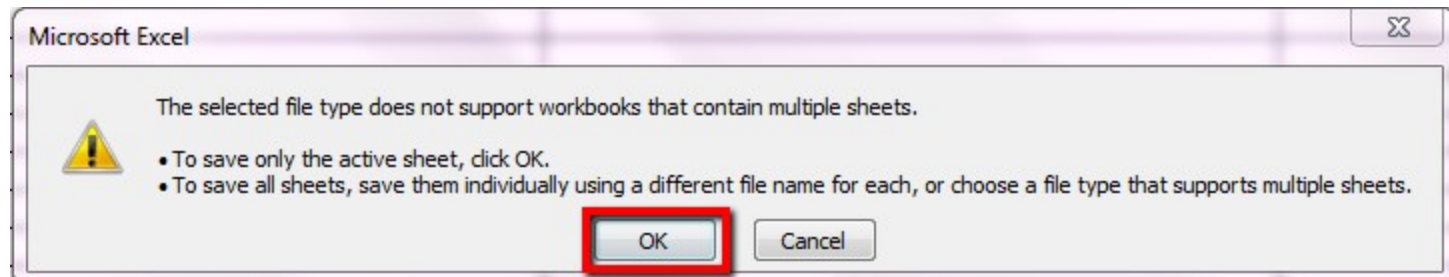 Microsoft Excel
The selected file type does not support workbooks that contain multiple sheets.
• To save only the active sheet, click OK.
• To save all sheets, save them individually using a different file name for each, or choose a file type that supports multiple sheets.
OK Cancel